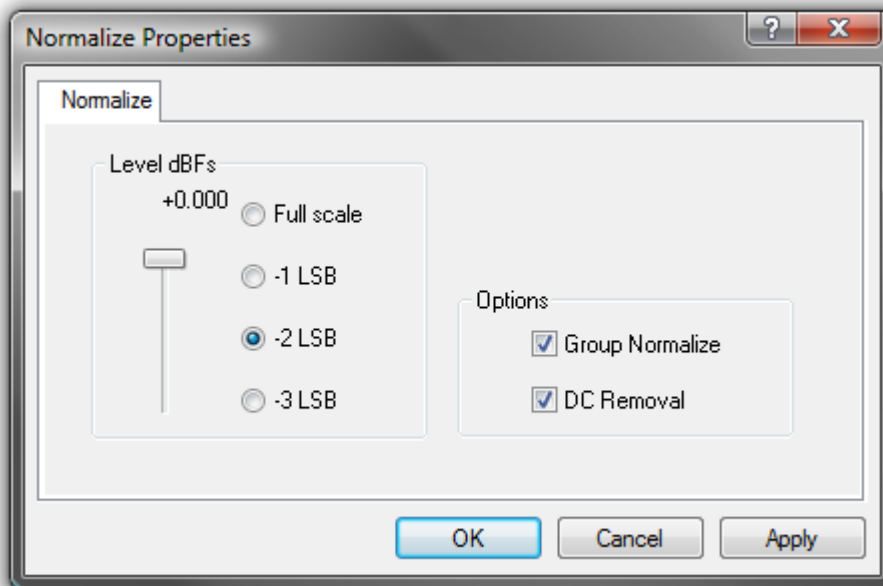 Normalize Properties
?
X
Normalize
Level dBFs
+0.000
Full scale
-1 LSB
-2 LSB
-3 LSB
Options
Group Normalize
DC Removal
OK Cancel Apply